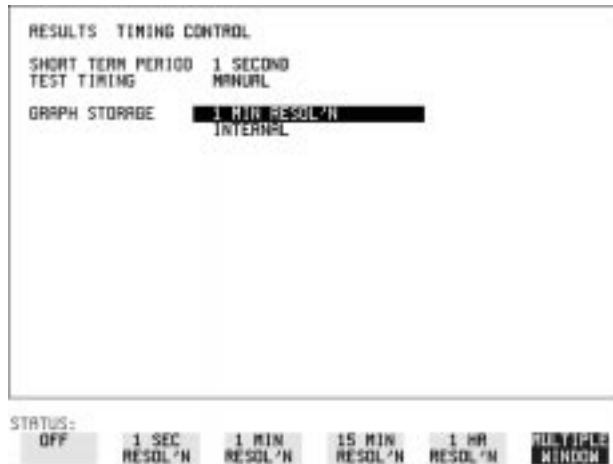 RESULTS TIMING CONTROL
SHORT TERM PERIOD 1 SECOND
TEST TIMING MANUAL
GRAPH STORAGE 1 MIN RESOL'N
INTERNAL
STATUS:
OFF 1 SEC RESOL'N 1 MIN RESOL'N 15 MIN RESOL'N 1 HR RESOL'N MULTIPLE WINDOW